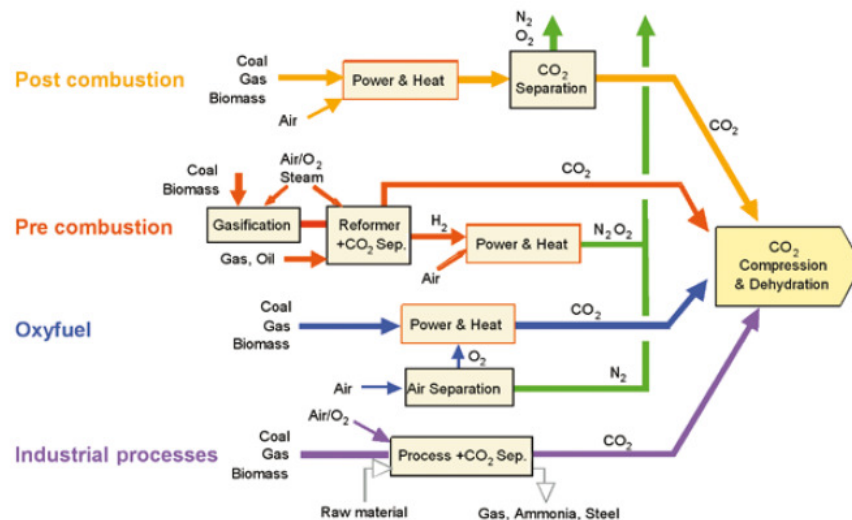 N₂
O₂
Post combustion
Coal
Gas
Biomass
Air
Power & Heat
CO₂
Separation
CO₂
Pre combustion
Coal
Biomass
Air/O₂
Steam
Gasification
Gas, Oil
Reformer
+CO₂ Sep.
H₂
Air
Power & Heat
CO₂
N₂O₂
CO₂
Compression
& Dehydration
Oxyfuel
Coal
Gas
Biomass
Power & Heat
CO₂
O₂
Air
Air Separation
N₂
Industrial processes
Coal
Gas
Biomass
Air/O₂
Process +CO₂ Sep.
CO₂
Raw material
Gas, Ammonia, Steel